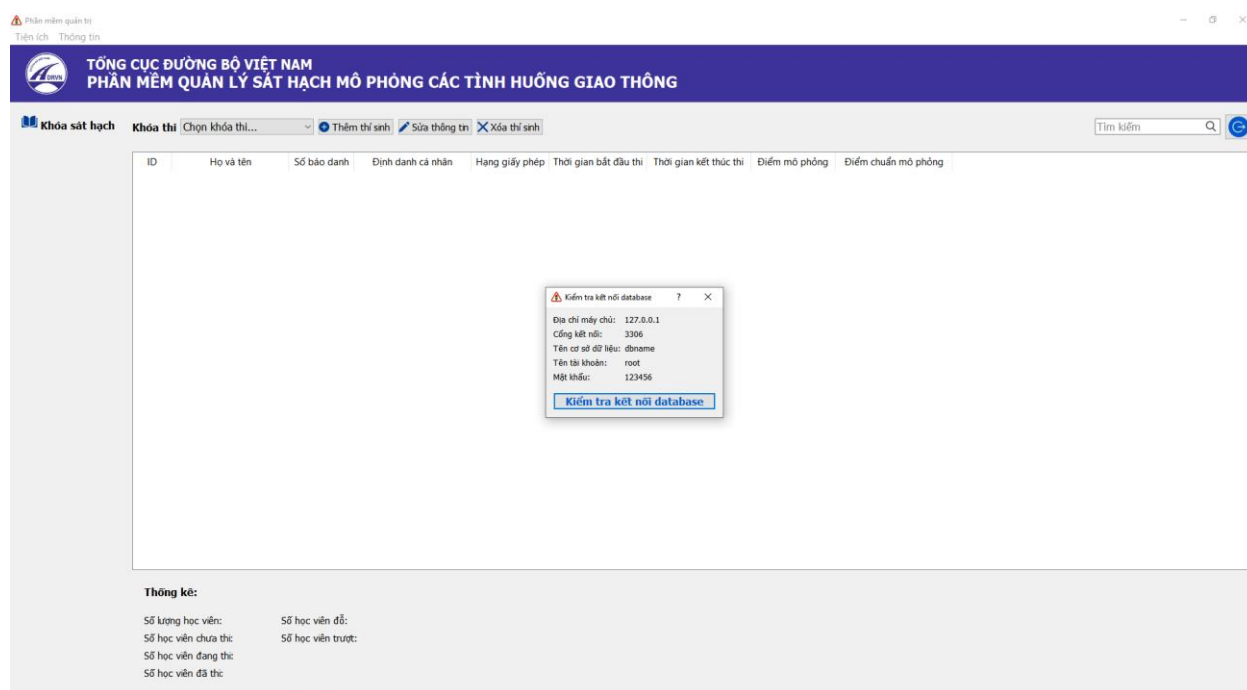 Phần mềm quản trị
Tiện ích Thông tin
DRVN
TỔNG CỤC ĐƯỜNG BỘ VIỆT NAM
PHẦN MỀM QUẢN LÝ SÁT HẠCH MÔ PHỎNG CÁC TÌNH HUỐNG GIAO THÔNG
Khóa sát hạch Khóa thi Chọn khóa thi... Thêm thí sinh Sửa thông tin Xóa thí sinh Tìm kiếm
ID Họ và tên Số báo danh Định danh cá nhân Hạng giấy phép Thời gian bắt đầu thi Thời gian kết thúc thi Điểm mô phỏng Điểm chuẩn mô phỏng
Kiểm tra kết nối database ?
Địa chỉ máy chủ: 127.0.0.1
Cổng kết nối: 3306
Tên cơ sở dữ liệu: dbname
Tên tài khoản: root
Mật khẩu: 123456
Kiểm tra kết nối database
Thống kê:
Số lượng học viên: Số học viên đỗ:
Số học viên chưa thi: Số học viên trượt:
Số học viên đang thi:
Số học viên đã thi: